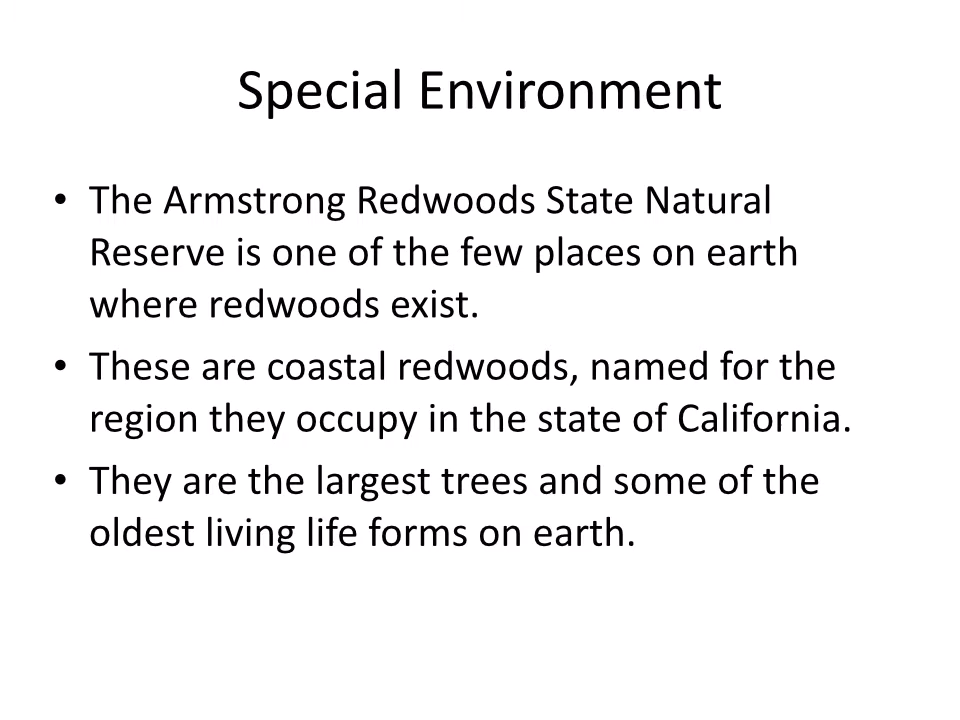 Special Environment
• The Armstrong Redwoods State Natural
Reserve is one of the few places on earth
where redwoods exist.
• These are coastal redwoods, named for the
region they occupy in the state of California.
• They are the largest trees and some of the
oldest living life forms on earth.